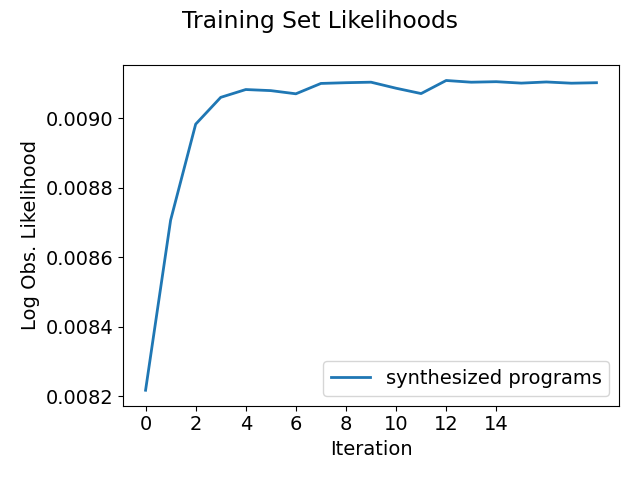 Training Set Likelihoods
Log Obs. Likelihood
0.0090
0.0088
0.0086
0.0084
0.0082
synthesized programs
0 2 4 6 8 10 12 14
Iteration